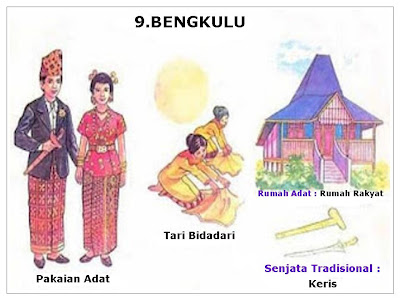 9.BENGKULU
Pakaian Adat
Tari Bidadari
Rumah Adat : Rumah Rakyat
Senjata Tradisional :
Keris